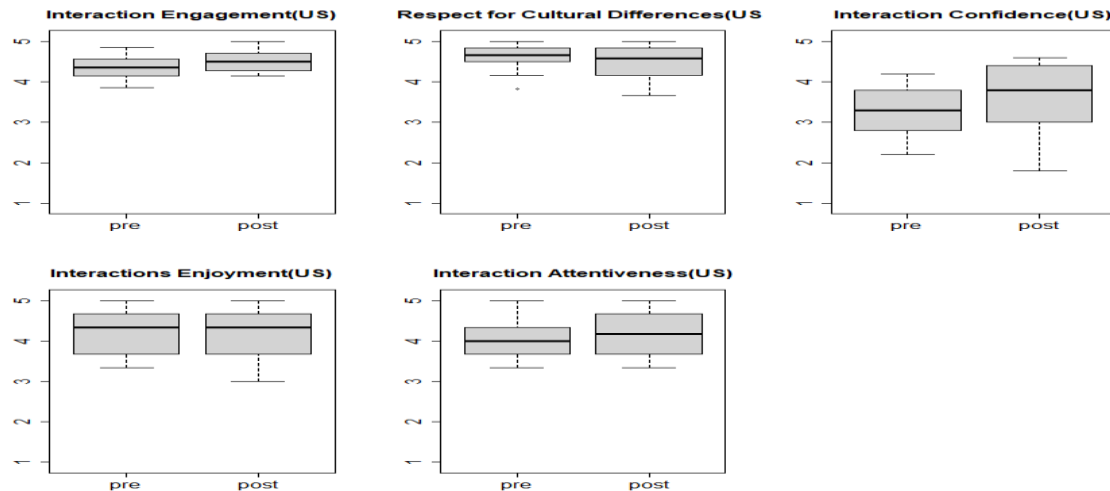 Interaction Engagement(US)
Respect for Cultural Differences(US
Interaction Confidence(US)
5
4
3
2
1
pre post
5
4
3
2
1
pre post
5
4
3
2
1
pre post
Interactions Enjoyment(US)
Interaction Attentiveness(US)
5
4
3
2
1
pre post
5
4
3
2
1
pre post